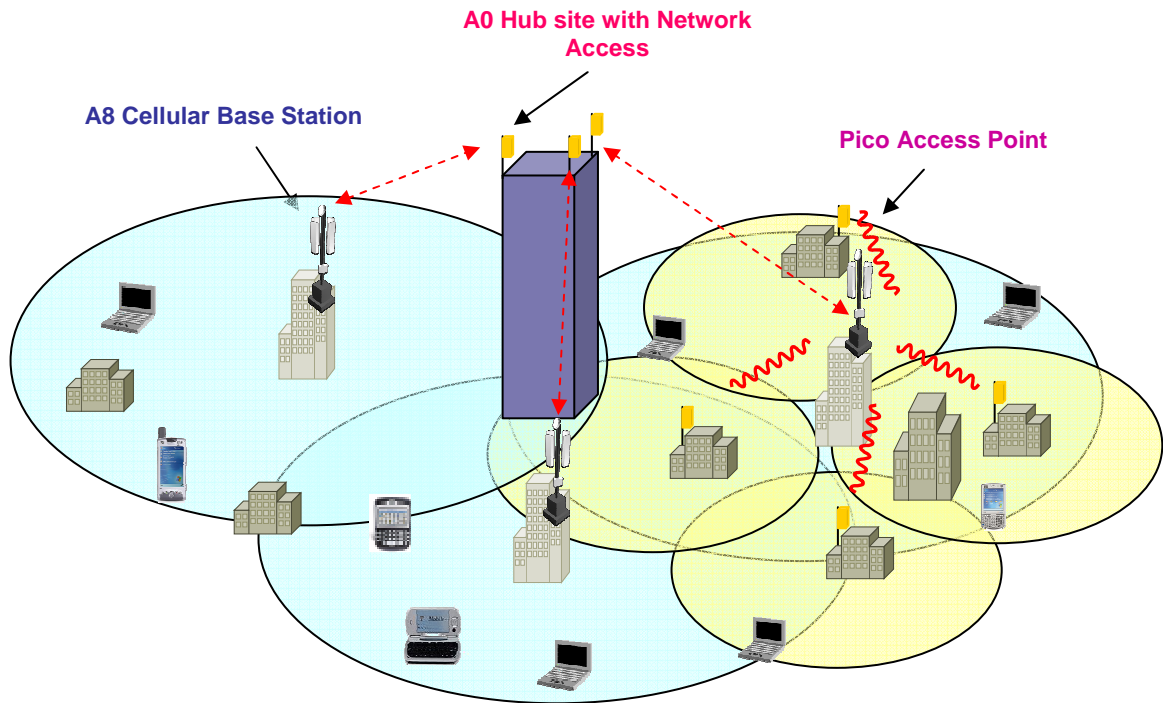 A0 Hub site with Network
Access
A8 Cellular Base Station
Pico Access Point